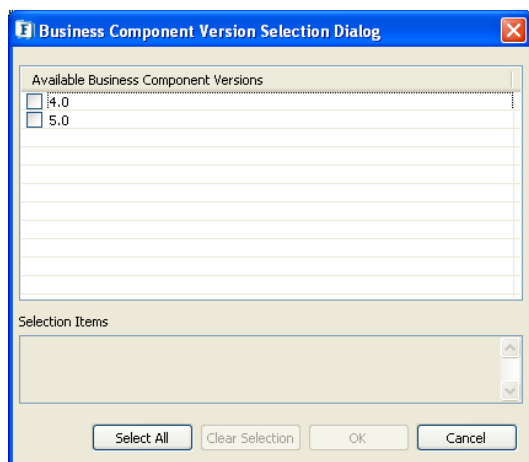 Business Component Version Selection Dialog
Available Business Component Versions
4.0
5.0
Selection Items
Select All Clear Selection OK Cancel